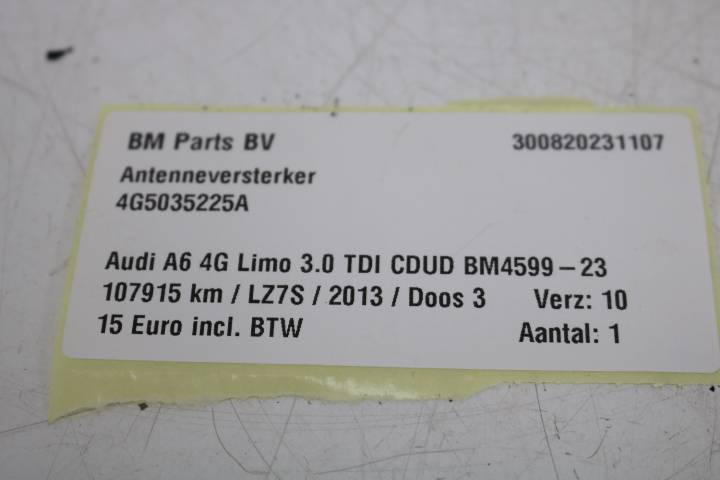 BM Parts BV 300820231107
Antenneversterker
4G5035225A
Audi A6 4G Limo 3.0 TDI CDUD BM4599-23
107915 km / LZ7S / 2013 / Doos 3 Verz: 10
15 Euro incl. BTW Aantal: 1